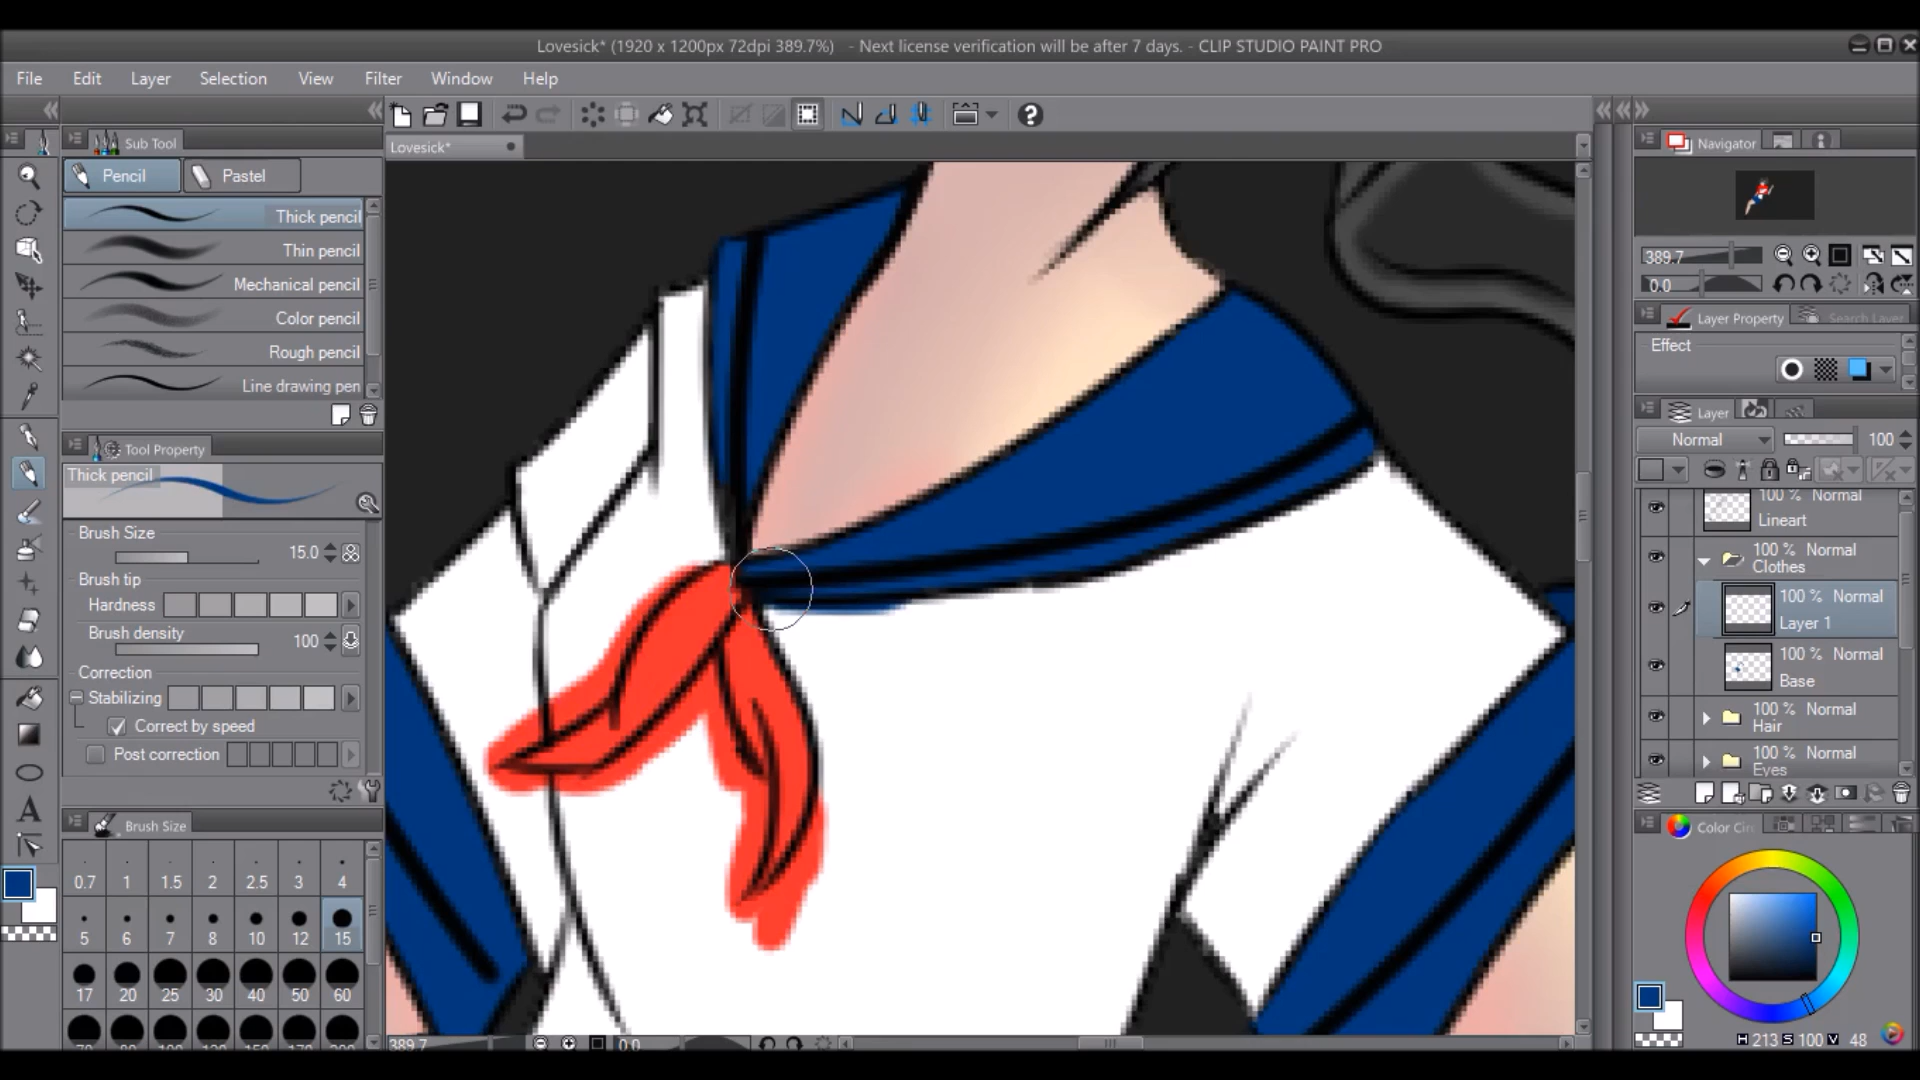 Lovesick* (1920 x 1200px 72dpi 389.7%)   - Next license verification will be after 7 days. - CLIP STUDIO PAINT PRO
File Edit Layer Selection View Filter Window Help
Sub Tool
Pencil Pastel
Thick pencil
Thin pencil
Mechanical pencil
Color pencil
Rough pencil
Line drawing pen
Tool Property
Thick pencil
Brush Size 15.0
Brush tip
Hardness
Brush density 100
Correction
Stabilizing
Correct by speed
Post correction
Brush Size
0.7 1 1.5 2 2.5 3 4
5 6 7 8 10 12 15
17 20 25 30 40 50 60
Lovesick*
389.7 0.0
Navigator
389.7
0.0
Layer Property Search Layer
Effect
Layer
Normal 100
100 % Normal
Lineart
100 % Normal
Clothes
100 % Normal
Layer 1
100 % Normal
Base
100 % Normal
Hair
100 % Normal
Eyes
Color Cir
H 213 S 100 V 48